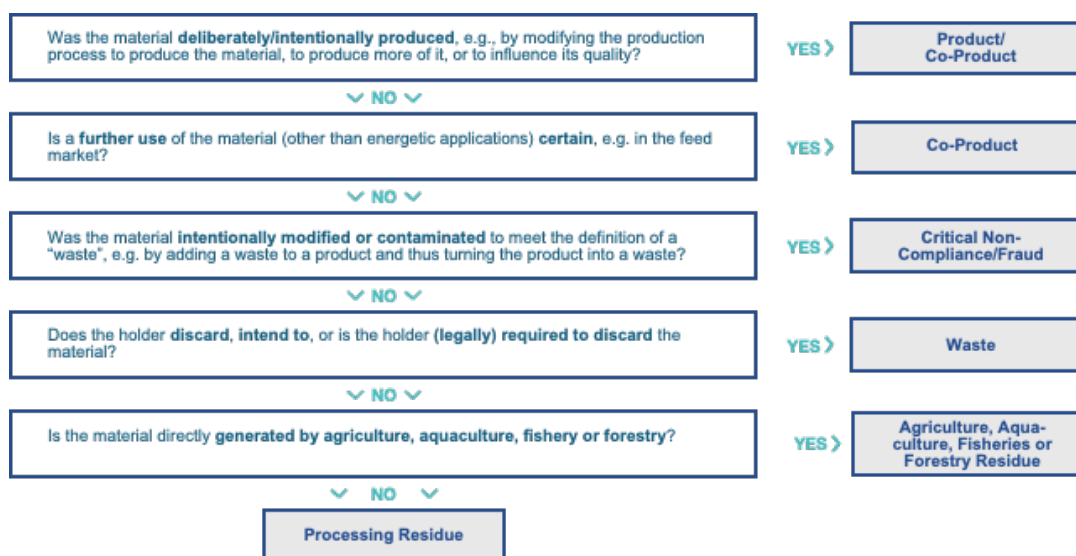 Was the material deliberately/intentionally produced, e.g., by modifying the production
process to produce the material, to produce more of it, or to influence its quality?
YES
Product/
Co-Product
NO
Is a further use of the material (other than energetic applications) certain, e.g. in the feed
market?
YES
Co-Product
NO
Was the material intentionally modified or contaminated to meet the definition of a
“waste”, e.g. by adding a waste to a product and thus turning the product into a waste?
YES
Critical Non-
Compliance/Fraud
NO
Does the holder discard, intend to, or is the holder (legally) required to discard the
material?
YES
Waste
NO
Is the material directly generated by agriculture, aquaculture, fishery or forestry?
YES
Agriculture, Aqua-
culture, Fisheries or
Forestry Residue
NO
Processing Residue